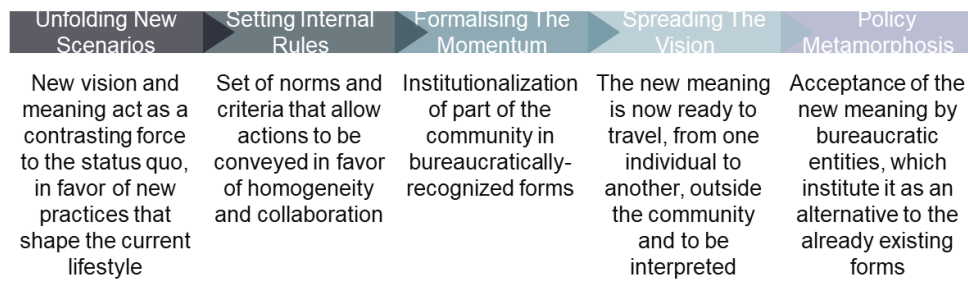 Unfolding New
Scenarios
Setting Internal
Rules
Formalising The
Momentum
Spreading The
Vision
Policy
Metamorphosis
New vision and
meaning act as a
contrasting force
to the status quo,
in favor of new
practices that
shape the current
lifestyle
Set of norms and
criteria that allow
actions to be
conveyed in favor
of homogeneity
and collaboration
Institutionalization
of part of the
community in
bureaucratically-
recognized forms
The new meaning
is now ready to
travel, from one
individual to
another, outside
the community
and to be
interpreted
Acceptance of the
new meaning by
bureaucratic
entities, which
institute it as an
alternative to the
already existing
forms